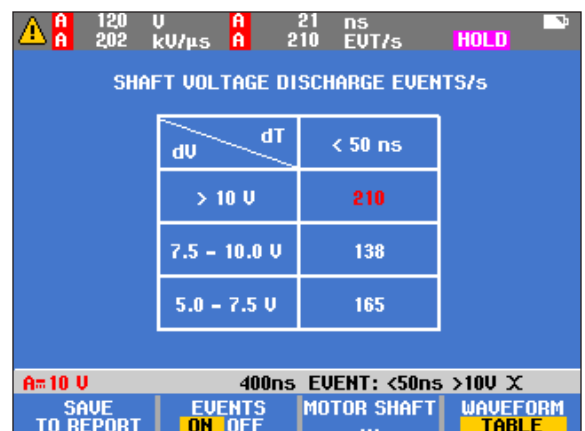 A 120 V A 21 ns
A 202 kV/µs A 210 EVT/s HOLD
SHAFT VOLTAGE DISCHARGE EVENTS/s
dV dT < 50 ns
> 10 V 210
7.5 - 10.0 V 138
5.0 - 7.5 V 165
A 10 V 400ns EVENT: <50ns >10V
SAVE EVENTS MOTOR SHAFT WAVEFORM
TO REPORT ON OFF ... TABLE